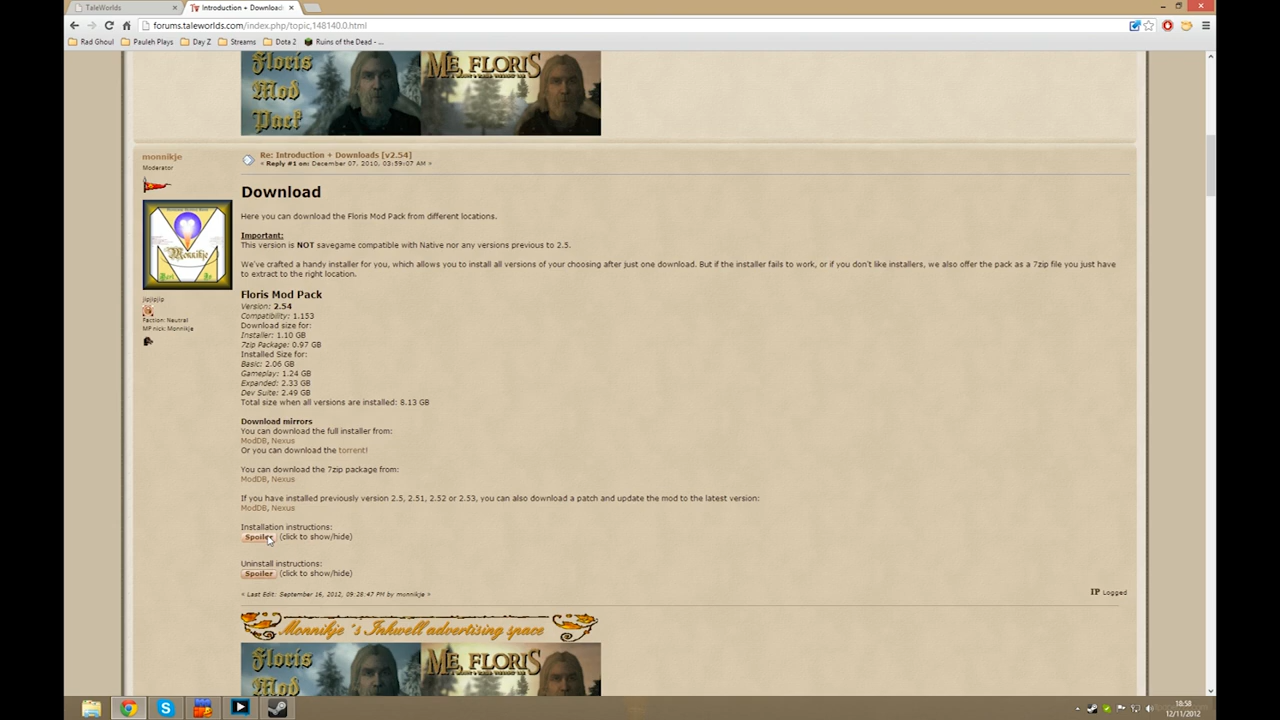 TaleWorlds
Introduction + Download
forums.taleworlds.com/index.php/topic,148140.0.html
Rad Ghoul Pauleh Plays Day Z Streams Dota 2 Ruins of the Dead - ...
Floris Mod Pack
ME, FLORIS
monnikje
Moderator
Re: Introduction + Downloads [v2.54]
« Reply #1 on: December 07, 2010, 03:59:07 AM »
Download
Here you can download the Floris Mod Pack from different locations.
Important:
This version is NOT savegame compatible with Native nor any versions previous to 2.5.
We've crafted a handy installer for you, which allows you to install all versions of your choosing after just one download. But if the installer fails to work, or if you don't like installers, we also offer the pack as a 7zip file you just have
to extract to the right location.
Monnikje
jipjipjip
Faction: Neutral
MP nick: Monnikje
Floris Mod Pack
Version: 2.54
Compatibility: 1.153
Download size for:
Installer: 1.10 GB
7zip Package: 0.97 GB
Installed Size for:
Basic: 2.06 GB
Gameplay: 1.24 GB
Expanded: 2.33 GB
Dev Suite: 2.49 GB
Total size when all versions are installed: 8.13 GB
Download mirrors
You can download the full installer from:
ModDB, Nexus
Or you can download the torrent!
You can download the 7zip package from:
ModDB, Nexus
If you have installed previously version 2.5, 2.51, 2.52 or 2.53, you can also download a patch and update the mod to the latest version:
ModDB, Nexus
Installation instructions:
Spoiler (click to show/hide)
Uninstall instructions:
Spoiler (click to show/hide)
« Last Edit: September 16, 2012, 09:28:47 PM by monnikje »
IP Logged
Monnikje 's Inkwell advertising space
Floris Mod
ME, FLORIS
18:58
12/11/2012